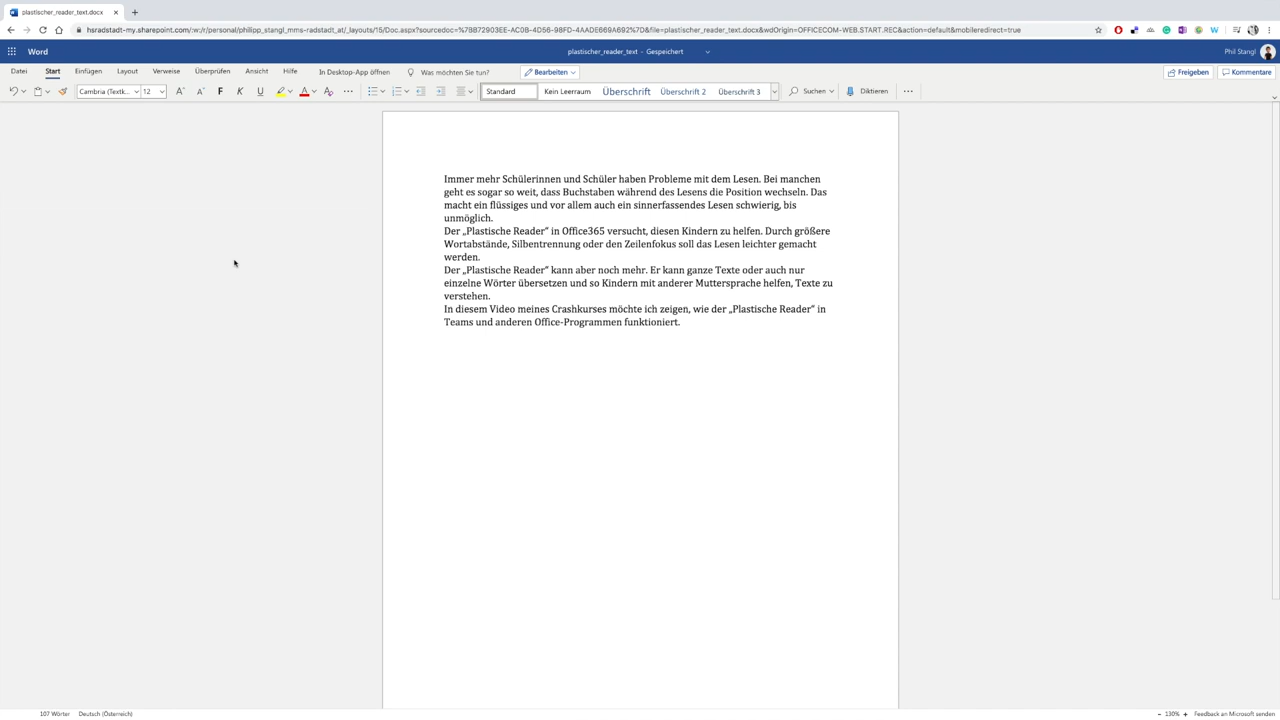 plastischer_reader_text.docx
hsradstadt-my.sharepoint.com/:w:/r/personal/philipp_stangl_mms-radstadt_at/_layouts/15/Doc.aspx?sourcedoc=%7BB72903EE-AC0B-4D56-98FD-4AADE669A692%7D&file=plastischer_reader_text.docx&wdOrigin=OFFICECOM-WEB.START.REC&action=default&mobileredirect=true
Word
plastischer_reader_text - Gespeichert
Phil Stangl
Datei Start Einfügen Layout Verweise Überprüfen Ansicht Hilfe In Desktop-App öffnen Was möchten Sie tun? Bearbeiten Freigeben Kommentare
Cambria (Textk... 12 A A F K U A A Standard Kein Leerraum Überschrift Überschrift 2 Überschrift 3 Suchen Diktieren
Immer mehr Schülerinnen und Schüler haben Probleme mit dem Lesen. Bei manchen
geht es sogar so weit, dass Buchstaben während des Lesens die Position wechseln. Das
macht ein flüssiges und vor allem auch ein sinnerfassendes Lesen schwierig, bis
unmöglich.
Der „Plastische Reader“ in Office365 versucht, diesen Kindern zu helfen. Durch größere
Wortabstände, Silbentrennung oder den Zeilenfokus soll das Lesen leichter gemacht
werden.
Der „Plastische Reader“ kann aber noch mehr. Er kann ganze Texte oder auch nur
einzelne Wörter übersetzen und so Kindern mit anderer Muttersprache helfen, Texte zu
verstehen.
In diesem Video meines Crashkurses möchte ich zeigen, wie der „Plastische Reader“ in
Teams und anderen Office-Programmen funktioniert.
107 Wörter Deutsch (Österreich) − 130% + Feedback an Microsoft senden